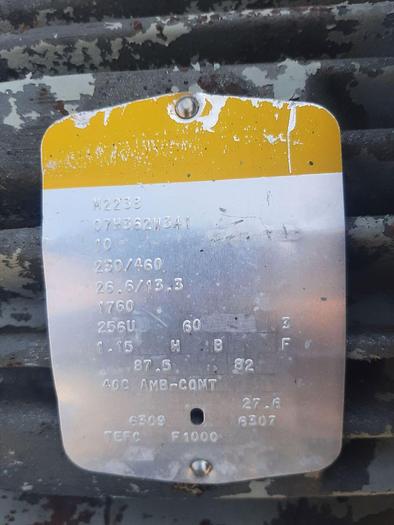 M2238
07H362W341
10
230/460
26.6/13.3
1760
256U 60 3
1.15 H B F
87.5 82
40C AMB-CONT
27.6
6309 6307
TEFC F1000